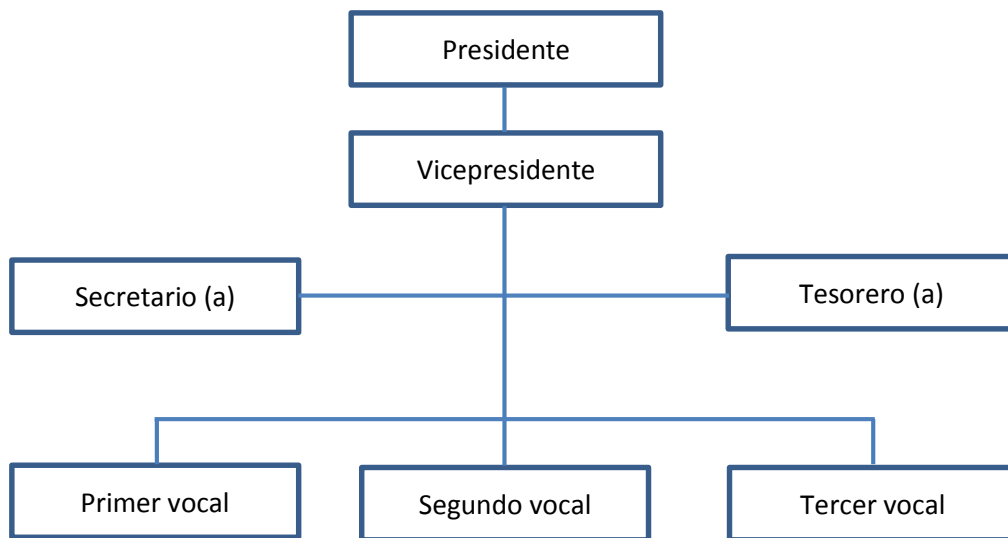 Presidente
Vicepresidente
Secretario (a)
Tesorero (a)
Primer vocal
Segundo vocal
Tercer vocal